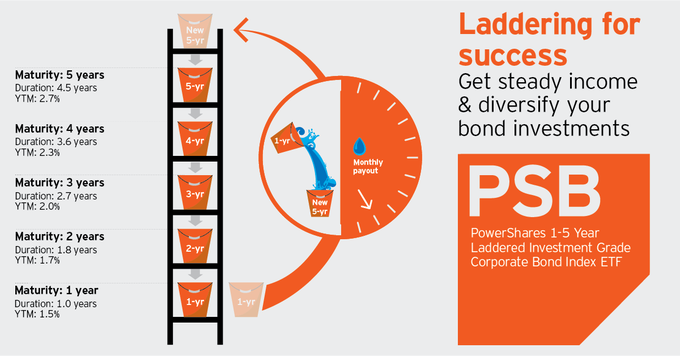 New
5-yr
Maturity: 5 years
Duration: 4.5 years
YTM: 2.7%
5-yr
Maturity: 4 years
Duration: 3.6 years
YTM: 2.3%
4-yr
Maturity: 3 years
Duration: 2.7 years
YTM: 2.0%
3-yr
Maturity: 2 years
Duration: 1.8 years
YTM: 1.7%
2-yr
Maturity: 1 year
Duration: 1.0 years
YTM: 1.5%
1-yr
1-yr
1-yr
Monthly
payout
New
5-yr
Laddering for
success
Get steady income
& diversify your
bond investments
PSB
PowerShares 1-5 Year
Laddered Investment Grade
Corporate Bond Index ETF